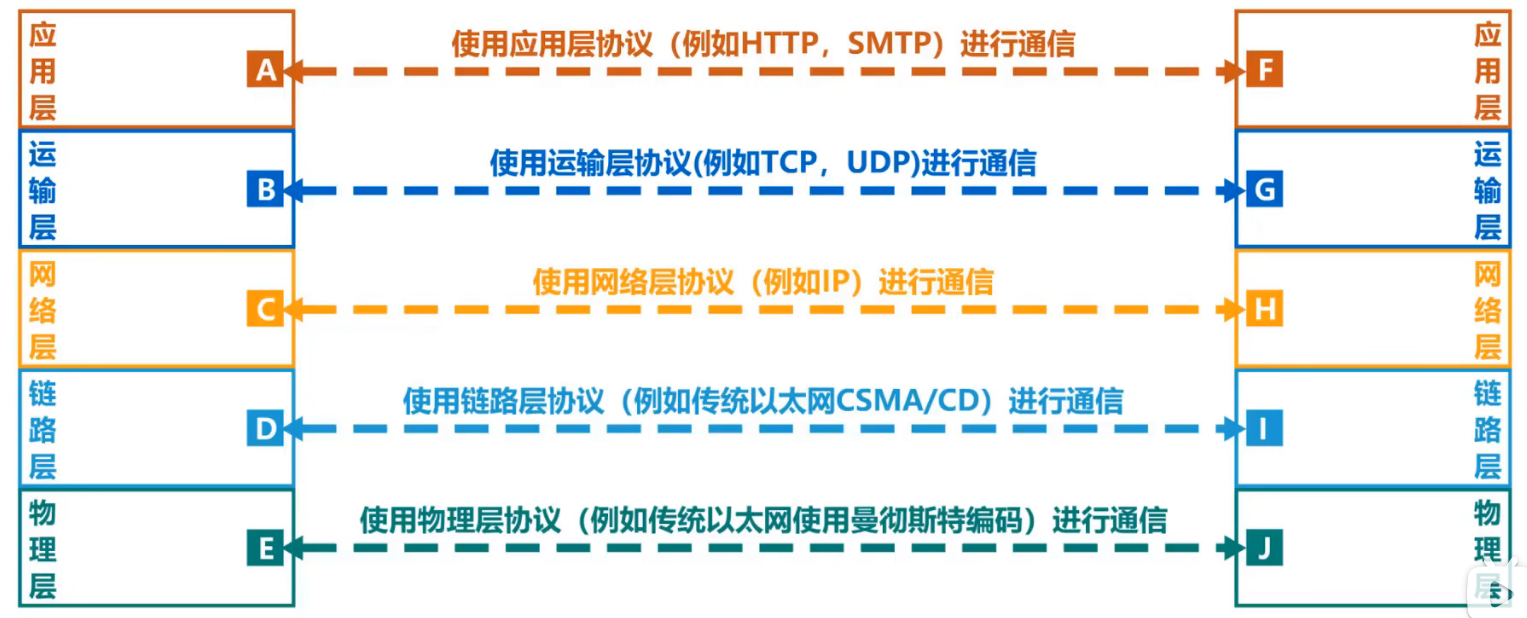 应用层
A
使用应用层协议（例如HTTP，SMTP）进行通信
F
应用层
运输层
B
使用运输层协议(例如TCP，UDP)进行通信
G
运输层
网络层
C
使用网络层协议（例如IP）进行通信
H
网络层
链路层
D
使用链路层协议（例如传统以太网CSMA/CD）进行通信
I
链路层
物理层
E
使用物理层协议（例如传统以太网使用曼彻斯特编码）进行通信
J
物理层